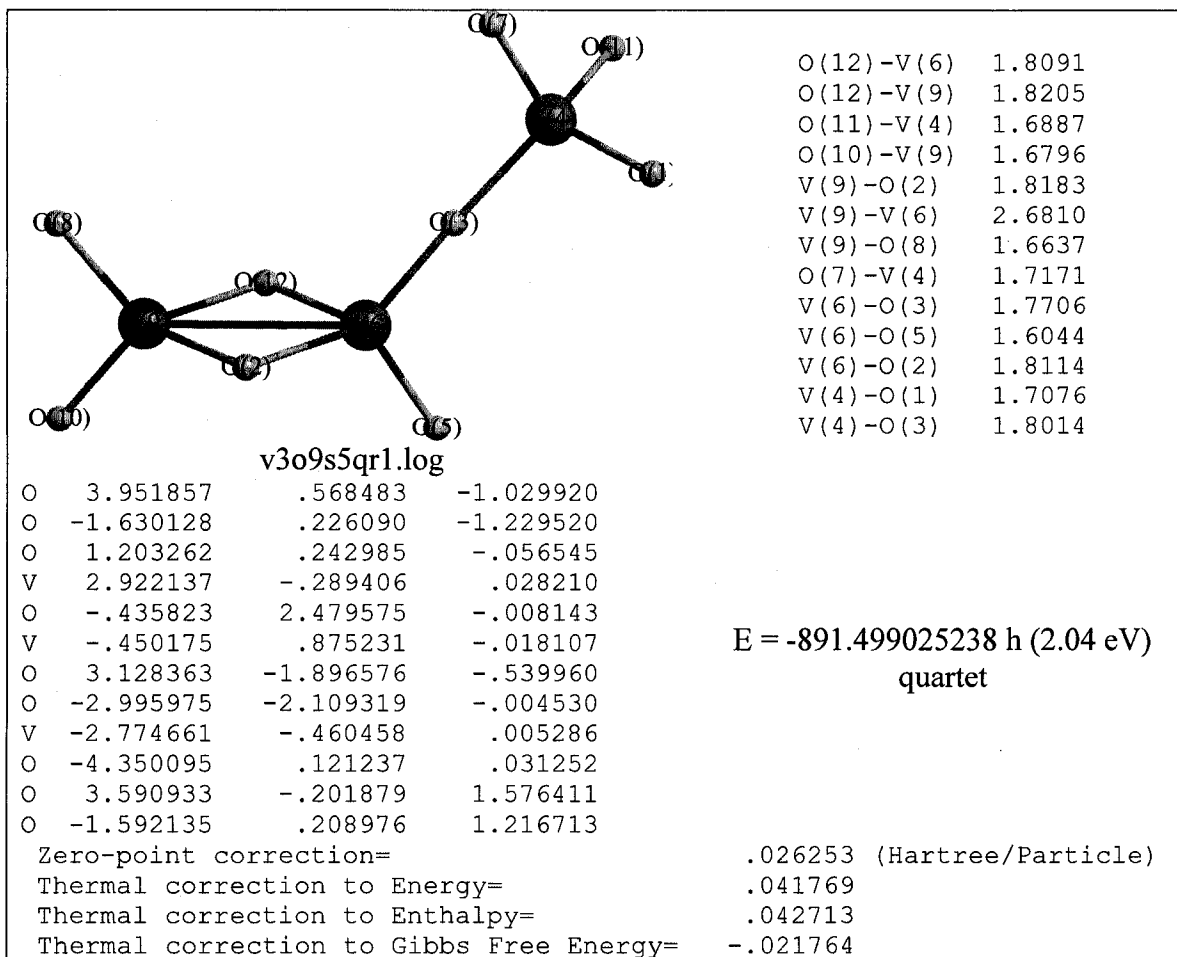 O(7)
O(11)
O(1)
O(3)
O(8)
O(12)
O(2)
O(10)
O(5)
O(12)-V(6) 1.8091
O(12)-V(9) 1.8205
O(11)-V(4) 1.6887
O(10)-V(9) 1.6796
V(9)-O(2) 1.8183
V(9)-V(6) 2.6810
V(9)-O(8) 1.6637
O(7)-V(4) 1.7171
V(6)-O(3) 1.7706
V(6)-O(5) 1.6044
V(6)-O(2) 1.8114
V(4)-O(1) 1.7076
V(4)-O(3) 1.8014
v3o9s5qr1.log
O 3.951857 .568483 -1.029920
O -1.630128 .226090 -1.229520
O 1.203262 .242985 -.056545
V 2.922137 -.289406 .028210
O -.435823 2.479575 -.008143
V -.450175 .875231 -.018107
O 3.128363 -1.896576 -.539960
O -2.995975 -2.109319 -.004530
V -2.774661 -.460458 .005286
O -4.350095 .121237 .031252
O 3.590933 -.201879 1.576411
O -1.592135 .208976 1.216713
E = -891.499025238 h (2.04 eV)
quartet
Zero-point correction= .026253 (Hartree/Particle)
Thermal correction to Energy= .041769
Thermal correction to Enthalpy= .042713
Thermal correction to Gibbs Free Energy= -.021764